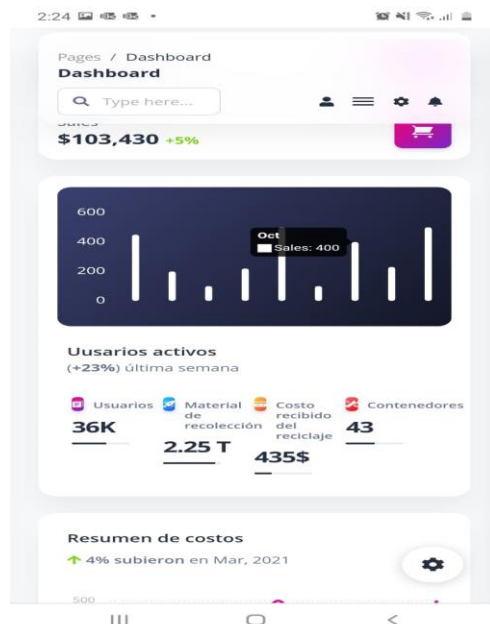 2:24
Pages / Dashboard
Dashboard
Type here...
Sales
$103,430 +5%
600
400
200
0
Oct
Sales: 400
Uusarios activos
(+23%) última semana
Usuarios
36K
Material
de
recolección
2.25 T
Costo
recibido
del
reciclaje
435$
Contenedores
43
Resumen de costos
4% subieron en Mar, 2021
500